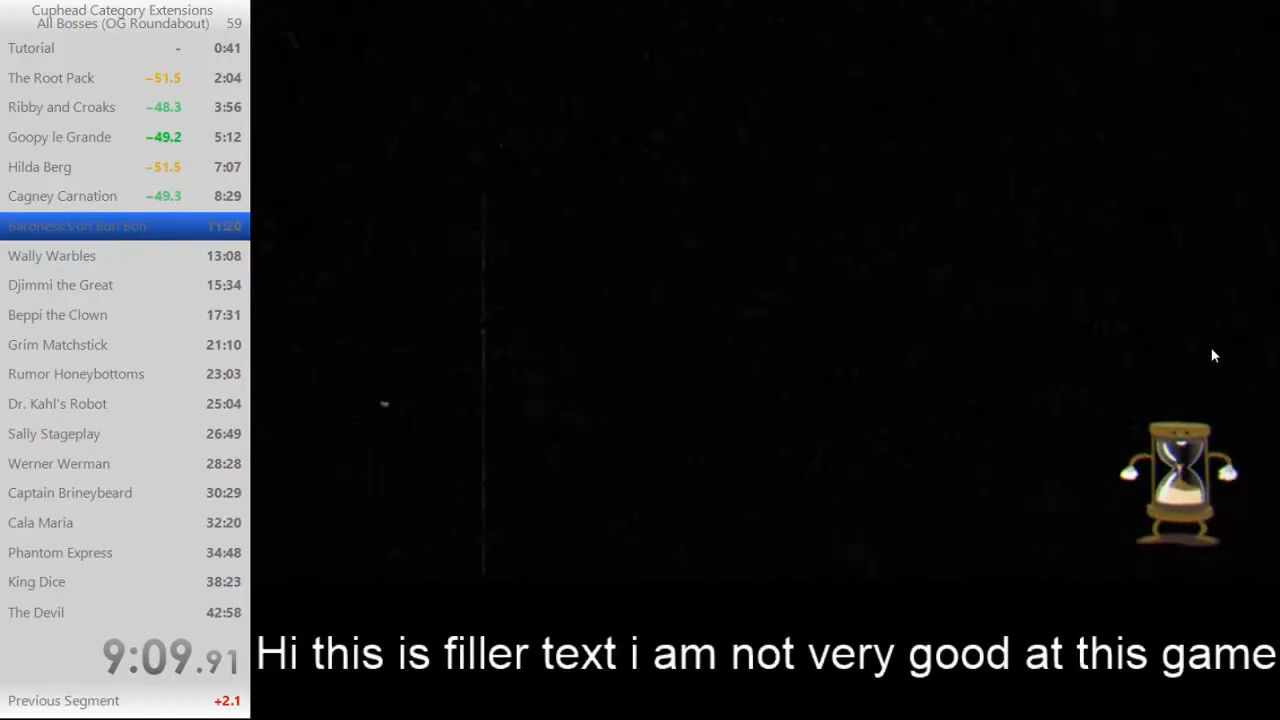 Cuphead Category Extensions
All Bosses (OG Roundabout) 59
Tutorial - 0:41
The Root Pack −51.5 2:04
Ribby and Croaks −48.3 3:56
Goopy le Grande −49.2 5:12
Hilda Berg −51.5 7:07
Cagney Carnation −49.3 8:29
Baroness Von Bon Bon 11:20
Wally Warbles 13:08
Djimmi the Great 15:34
Beppi the Clown 17:31
Grim Matchstick 21:10
Rumor Honeybottoms 23:03
Dr. Kahl's Robot 25:04
Sally Stageplay 26:49
Werner Werman 28:28
Captain Brineybeard 30:29
Cala Maria 32:20
Phantom Express 34:48
King Dice 38:23
The Devil 42:58
9:09.91
Previous Segment +2.1
Hi this is filler text i am not very good at this game